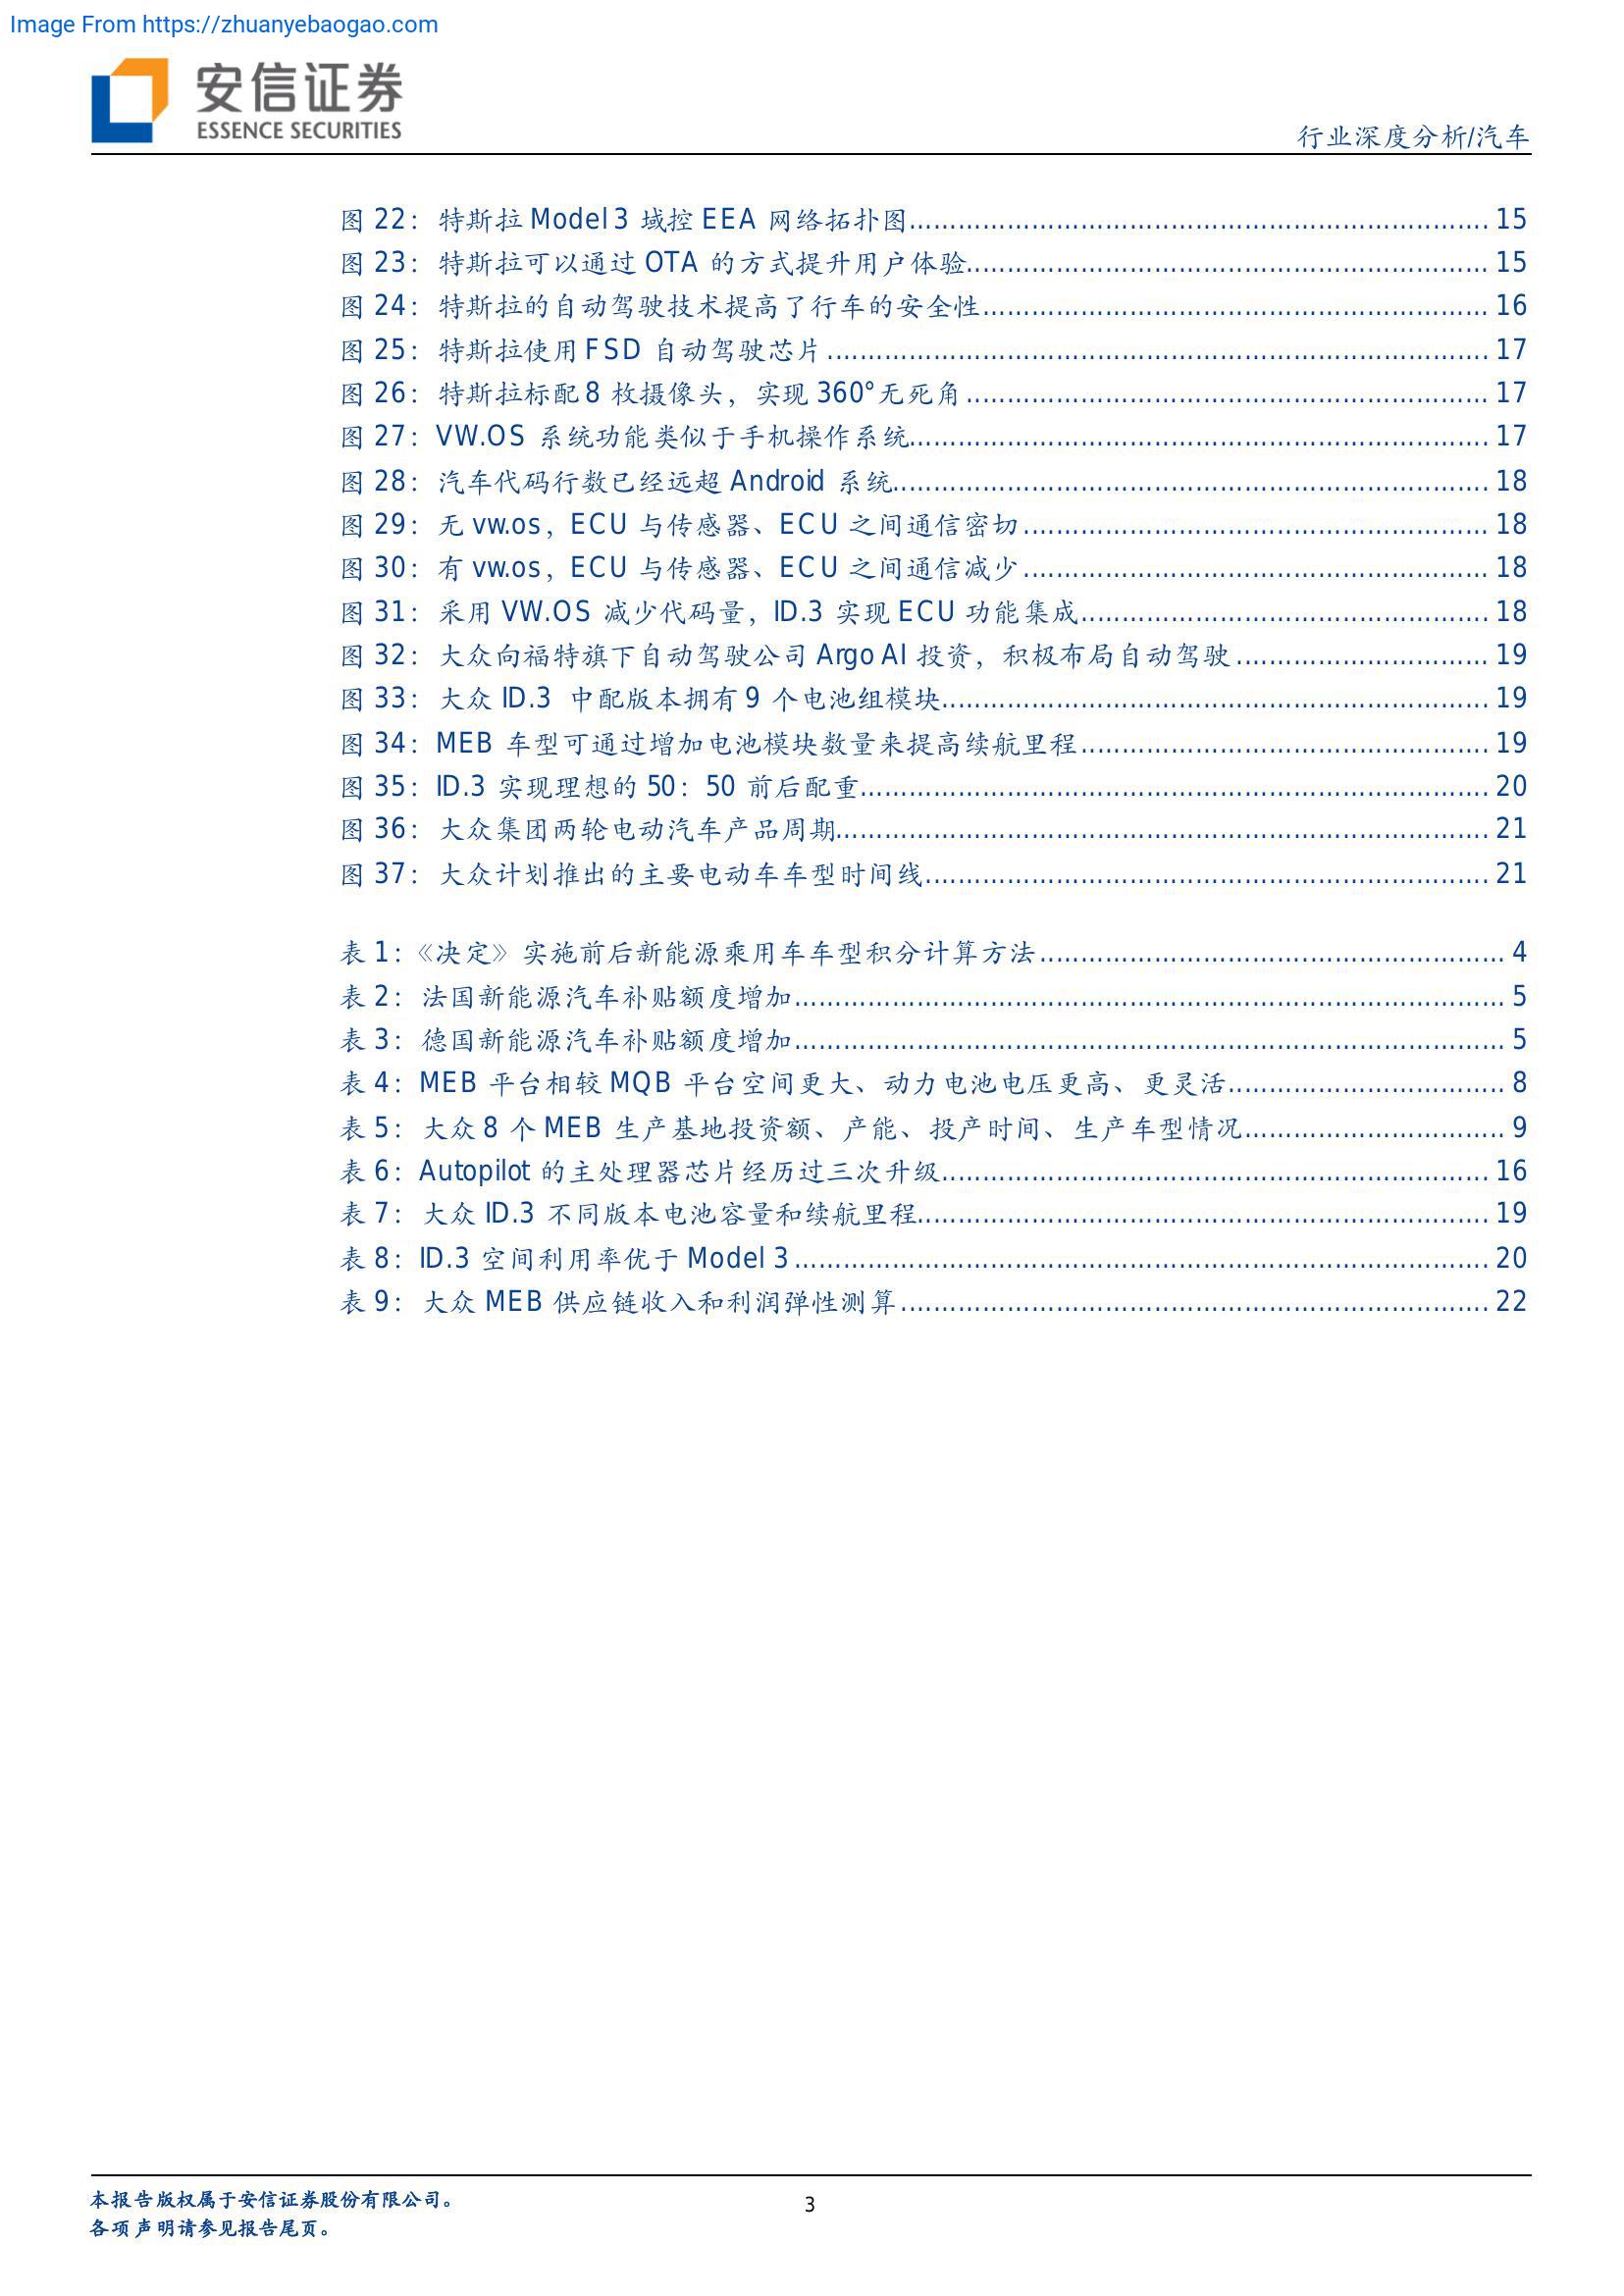 Image From https://zhuanyebaogao.com
安信证券
ESSENCE SECURITIES
行业深度分析/汽车
图 22：特斯拉 Model 3 域控 EEA 网络拓扑图 15
图 23：特斯拉可以通过 OTA 的方式提升用户体验 15
图 24：特斯拉的自动驾驶技术提高了行车的安全性 16
图 25：特斯拉使用 FSD 自动驾驶芯片 17
图 26：特斯拉标配 8 枚摄像头，实现 360°无死角 17
图 27：VW.OS 系统功能类似于手机操作系统 17
图 28：汽车代码行数已经远超 Android 系统 18
图 29：无 vw.os，ECU 与传感器、ECU 之间通信密切 18
图 30：有 vw.os，ECU 与传感器、ECU 之间通信减少 18
图 31：采用 VW.OS 减少代码量，ID.3 实现 ECU 功能集成 18
图 32：大众向福特旗下自动驾驶公司 Argo AI 投资，积极布局自动驾驶 19
图 33：大众 ID.3 中配版本拥有 9 个电池组模块 19
图 34：MEB 车型可通过增加电池模块数量来提高续航里程 19
图 35：ID.3 实现理想的 50：50 前后配重 20
图 36：大众集团两轮电动汽车产品周期 21
图 37：大众计划推出的主要电动车车型时间线 21
表 1：《决定》实施前后新能源乘用车车型积分计算方法 4
表 2：法国新能源汽车补贴额度增加 5
表 3：德国新能源汽车补贴额度增加 5
表 4：MEB 平台相较 MQB 平台空间更大、动力电池电压更高、更灵活 8
表 5：大众 8 个 MEB 生产基地投资额、产能、投产时间、生产车型情况 9
表 6：Autopilot 的主处理器芯片经历过三次升级 16
表 7：大众 ID.3 不同版本电池容量和续航里程 19
表 8：ID.3 空间利用率优于 Model 3 20
表 9：大众 MEB 供应链收入和利润弹性测算 22
本报告版权属于安信证券股份有限公司。
3
各项声明请参见报告尾页。